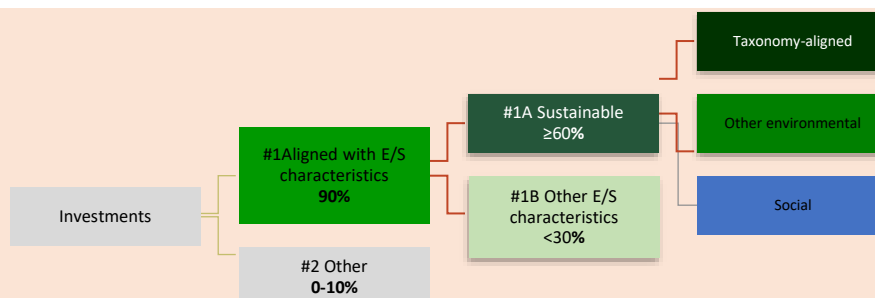 Investments
#1Aligned with E/S
characteristics
90%
#2 Other
0-10%
#1A Sustainable
≥60%
#1B Other E/S
characteristics
<30%
Taxonomy-aligned
Other environmental
Social